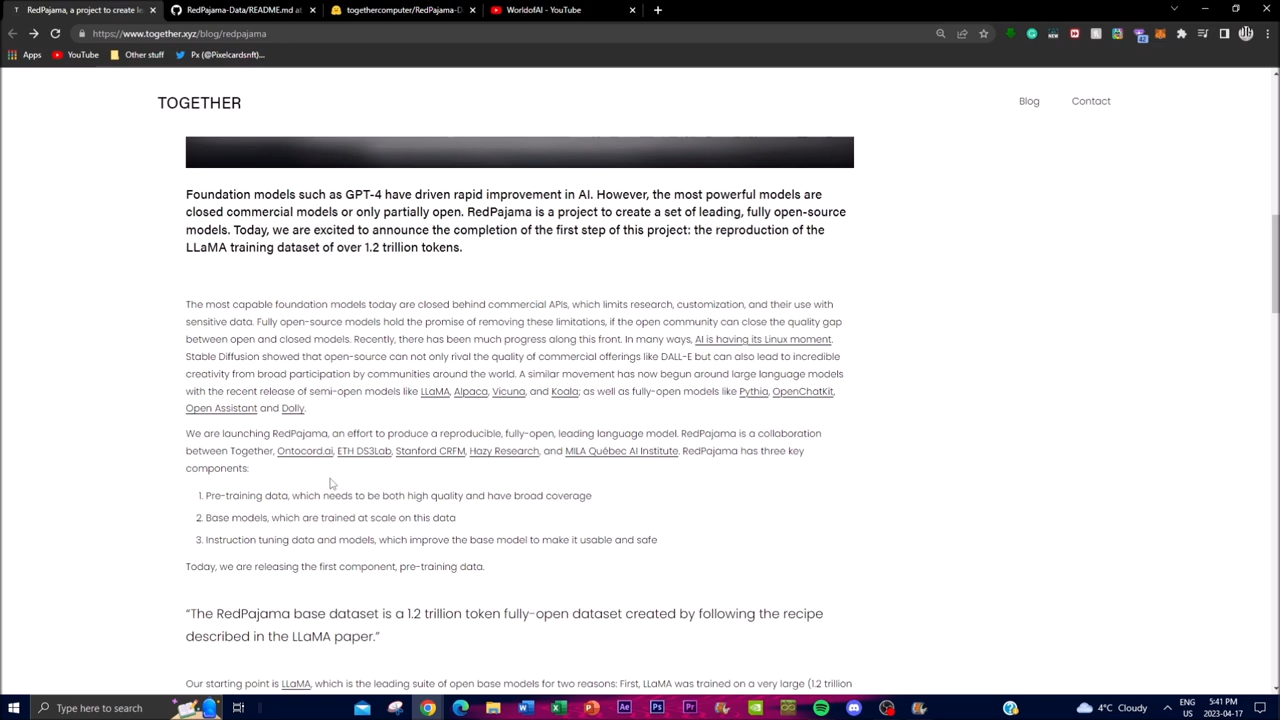 RedPajama, a project to create le
RedPajama-Data/README.md at
togethercomputer/RedPajama-D
WorldofAI - YouTube
https://www.together.xyz/blog/redpajama
Apps
YouTube
Other stuff
Px (@Pixelcardsnft)...
TOGETHER
Blog
Contact
Foundation models such as GPT-4 have driven rapid improvement in AI. However, the most powerful models are
closed commercial models or only partially open. RedPajama is a project to create a set of leading, fully open-source
models. Today, we are excited to announce the completion of the first step of this project: the reproduction of the
LLaMA training dataset of over 1.2 trillion tokens.
The most capable foundation models today are closed behind commercial APIs, which limits research, customization, and their use with
sensitive data. Fully open-source models hold the promise of removing these limitations, if the open community can close the quality gap
between open and closed models. Recently, there has been much progress along this front. In many ways, AI is having its Linux moment.
Stable Diffusion showed that open-source can not only rival the quality of commercial offerings like DALL-E but can also lead to incredible
creativity from broad participation by communities around the world. A similar movement has now begun around large language models
with the recent release of semi-open models like LLaMA, Alpaca, Vicuna, and Koala; as well as fully-open models like Pythia, OpenChatKit,
Open Assistant and Dolly.
We are launching RedPajama, an effort to produce a reproducible, fully-open, leading language model. RedPajama is a collaboration
between Together, Ontocord.ai, ETH DS3Lab, Stanford CRFM, Hazy Research, and MILA Québec AI Institute. RedPajama has three key
components:
1. Pre-training data, which needs to be both high quality and have broad coverage
2. Base models, which are trained at scale on this data
3. Instruction tuning data and models, which improve the base model to make it usable and safe
Today, we are releasing the first component, pre-training data.
“The RedPajama base dataset is a 1.2 trillion token fully-open dataset created by following the recipe
described in the LLaMA paper.”
Our starting point is LLaMA, which is the leading suite of open base models for two reasons: First, LLaMA was trained on a very large (1.2 trillion
Type here to search
4°C Cloudy
ENG
US
5:41 PM
2023-04-17